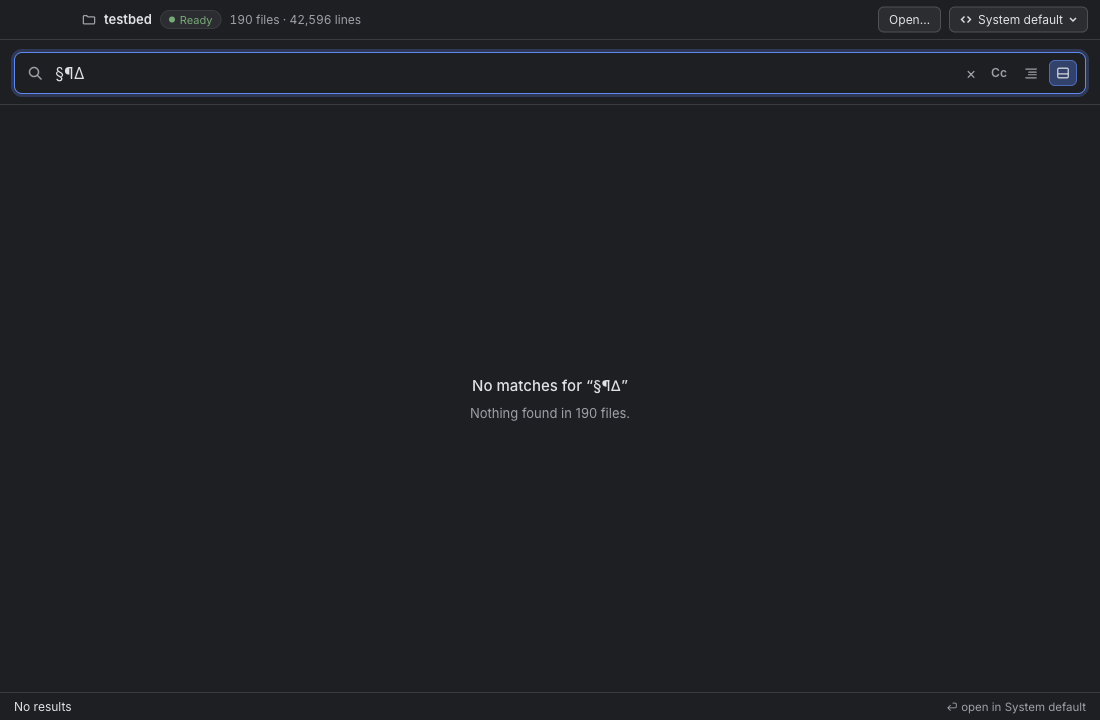 testbed Ready 190 files · 42,596 lines Open... System default
§¶Δ × Cc
No matches for “§¶Δ”
Nothing found in 190 files.
No results ⏎ open in System default